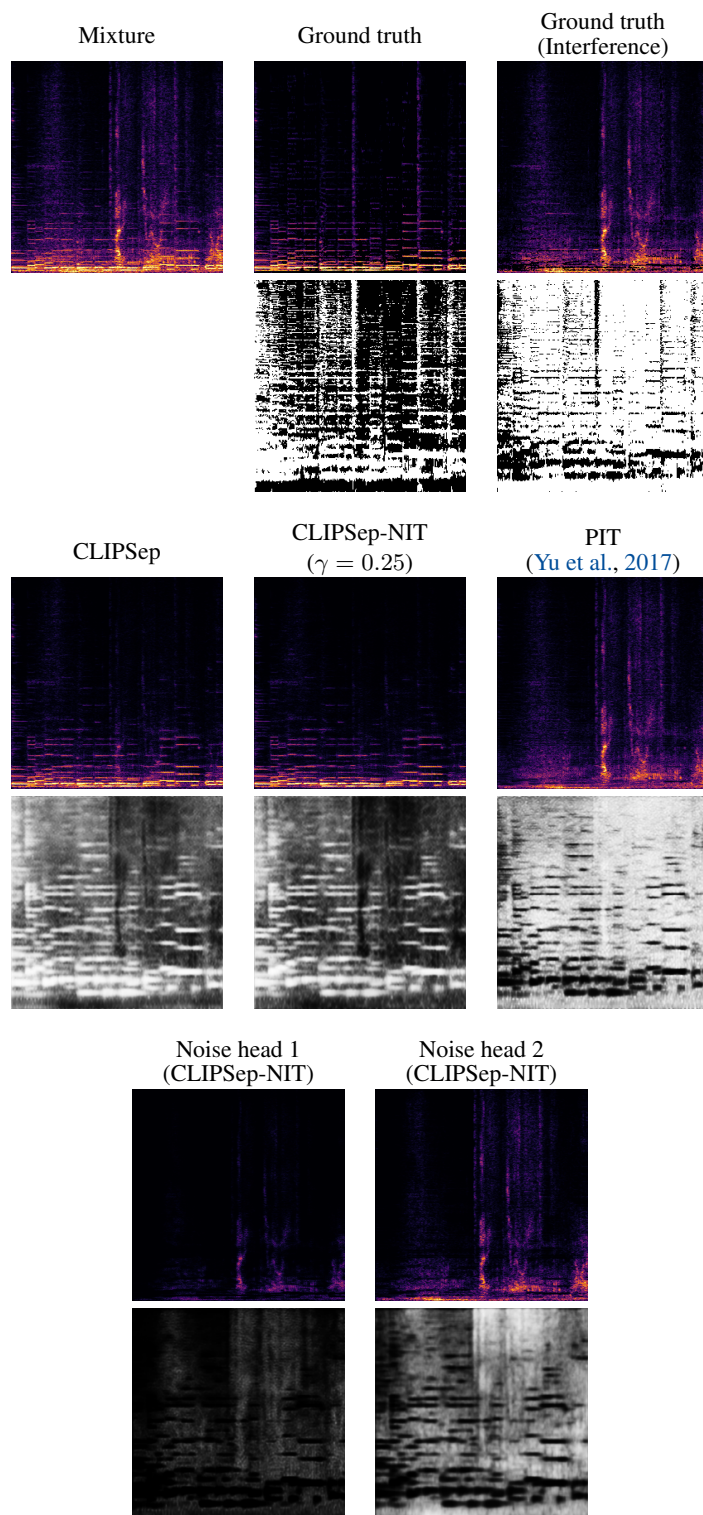 Mixture
Ground truth
Ground truth
(Interference)
CLIPSep
CLIPSep-NIT
(γ = 0.25)
PIT
(Yu et al., 2017)
Noise head 1
(CLIPSep-NIT)
Noise head 2
(CLIPSep-NIT)